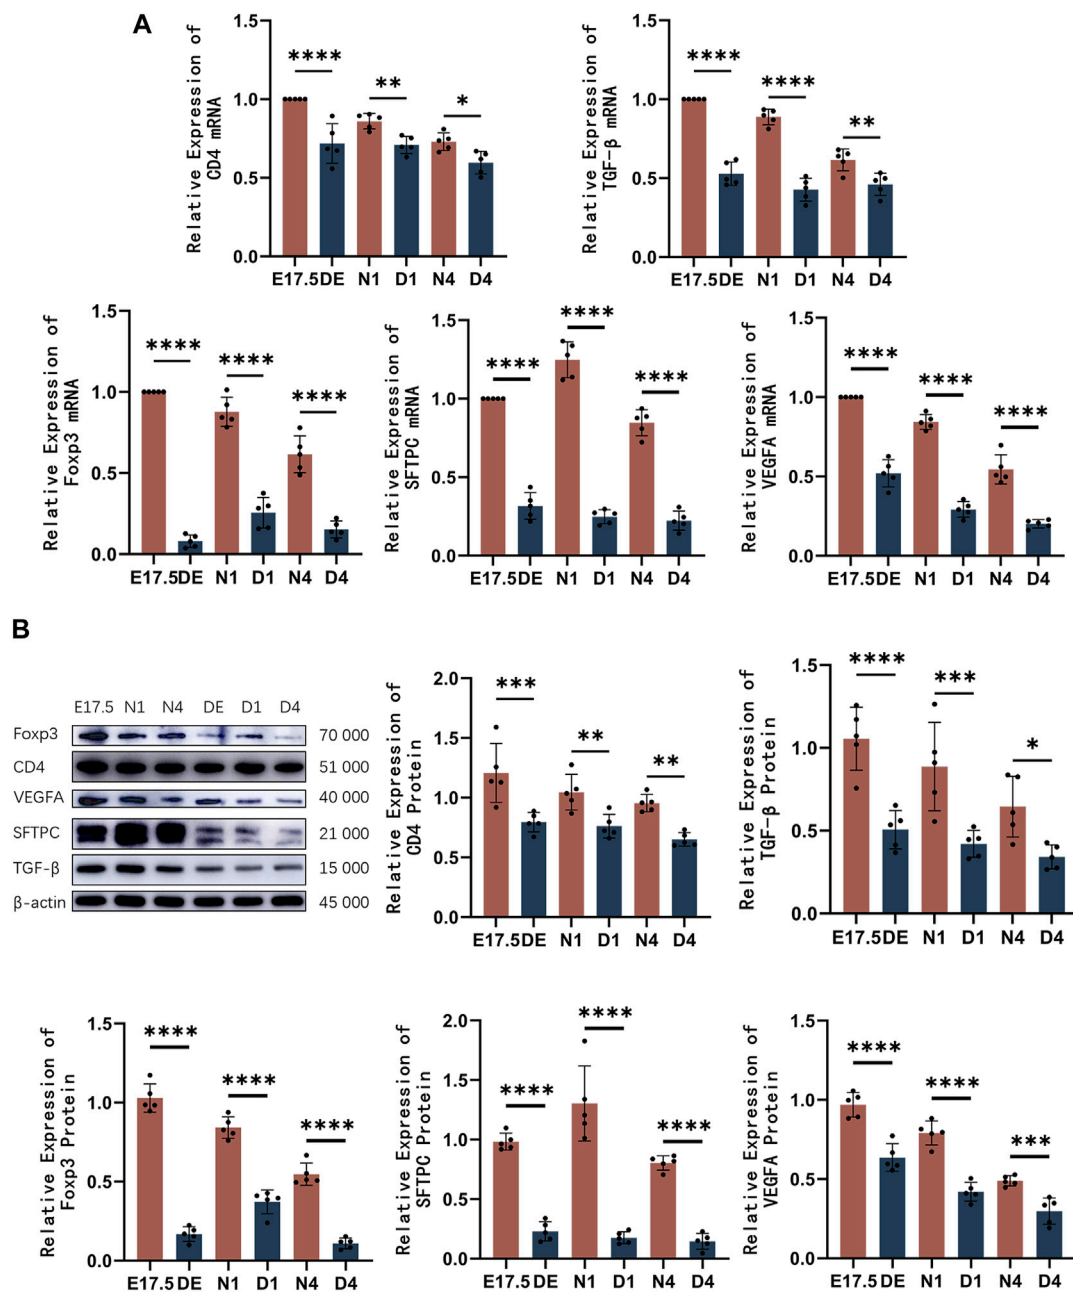 A
Relative Expression of
CD4 mRNA
1.5
1.0
0.5
0.0
****
**
*
E17.5 DE N1 D1 N4 D4
Relative Expression of
TGF-β mRNA
1.5
1.0
0.5
0.0
****
****
**
E17.5 DE N1 D1 N4 D4
Relative Expression of
Foxp3 mRNA
1.5
1.0
0.5
0.0
****
****
****
E17.5 DE N1 D1 N4 D4
Relative Expression of
SFTPC mRNA
1.5
1.0
0.5
0.0
****
****
****
E17.5 DE N1 D1 N4 D4
Relative Expression of
VEGFA mRNA
1.5
1.0
0.5
0.0
****
****
****
E17.5 DE N1 D1 N4 D4
B
E17.5 N1 N4 DE D1 D4
Foxp3 70 000
CD4 51 000
VEGFA 40 000
SFTPC 21 000
TGF-β 15 000
β-actin 45 000
Relative Expression of
CD4 Protein
2.0
1.5
1.0
0.5
0.0
***
**
**
E17.5 DE N1 D1 N4 D4
Relative Expression of
TGF-β Protein
1.5
1.0
0.5
0.0
****
***
*
E17.5 DE N1 D1 N4 D4
Relative Expression of
Foxp3 Protein
1.5
1.0
0.5
0.0
****
****
****
E17.5 DE N1 D1 N4 D4
Relative Expression of
SFTPC Protein
2.0
1.5
1.0
0.5
0.0
****
****
****
E17.5 DE N1 D1 N4 D4
Relative Expression of
VEGFA Protein
1.5
1.0
0.5
0.0
****
****
***
E17.5 DE N1 D1 N4 D4